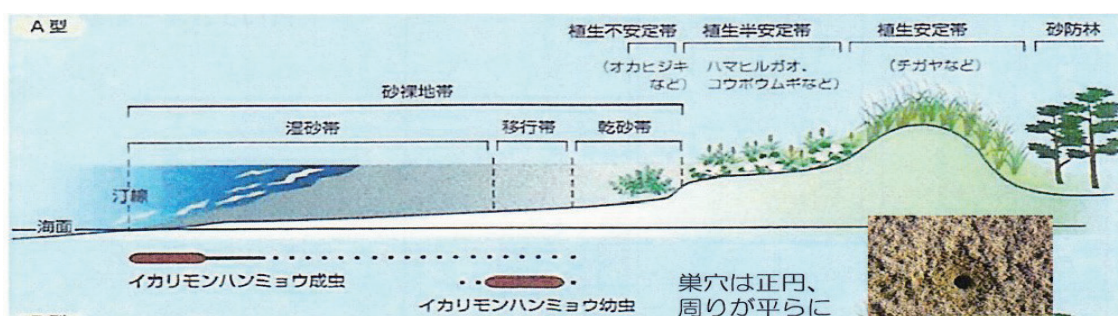 A型
植生不安定帯
植生半安定帯
植生安定帯
砂防林
(オカヒジキ
など)
ハマヒルガオ、
コウボウムギなど)
(チガヤなど)
砂裸地帯
湿砂帯
移行帯
乾砂帯
汀線
海面
イカリモンハンミョウ成虫
イカリモンハンミョウ幼虫
巣穴は正円、
周りが平らに